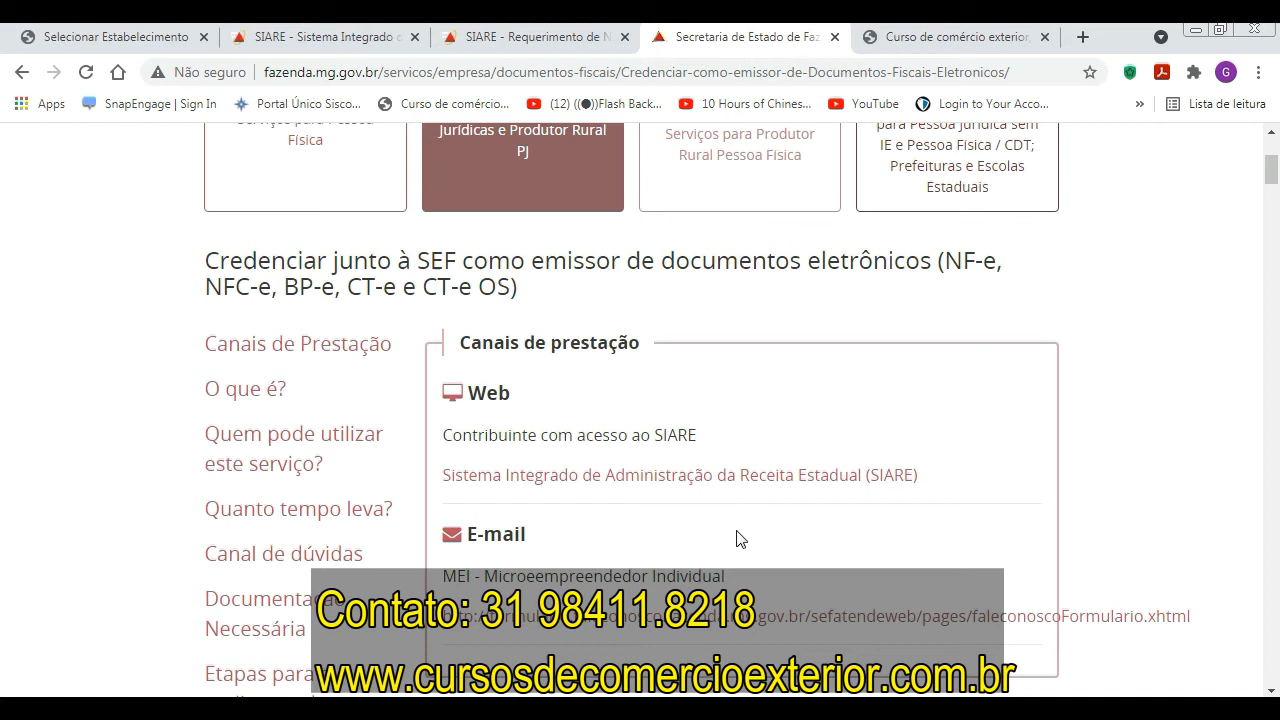 Selecionar Estabelecimento
SIARE - Sistema Integrado
SIARE - Requerimento de N
Secretaria de Estado de Faz
Curso de comércio exterior,
Não seguro
fazenda.mg.gov.br/servicos/empresa/documentos-fiscais/Credenciar-como-emissor-de-Documentos-Fiscais-Eletronicos/
G
Apps
SnapEngage | Sign In
Portal Único Sisco...
Curso de comércio...
(12) ((●))Flash Back...
10 Hours of Chines...
YouTube
Login to Your Acco...
»
Lista de leitura
Serviços para Pessoa
Física
Jurídicas e Produtor Rural
PJ
Serviços para Produtor
Rural Pessoa Física
para Pessoa Jurídica sem
IE e Pessoa Física / CDT;
Prefeituras e Escolas
Estaduais
Credenciar junto à SEF como emissor de documentos eletrônicos (NF-e,
NFC-e, BP-e, CT-e e CT-e OS)
Canais de Prestação
O que é?
Quem pode utilizar
este serviço?
Quanto tempo leva?
Canal de dúvidas
Documentação
Necessária
Etapas para
Canais de prestação
Web
Contribuinte com acesso ao SIARE
Sistema Integrado de Administração da Receita Estadual (SIARE)
E-mail
MEI - Microeempreendedor Individual
gov.br/sefatendeweb/pages/faleconoscoFormulario.xhtml
Contato: 31 98411.8218
www.cursosdecomercioexterior.com.br